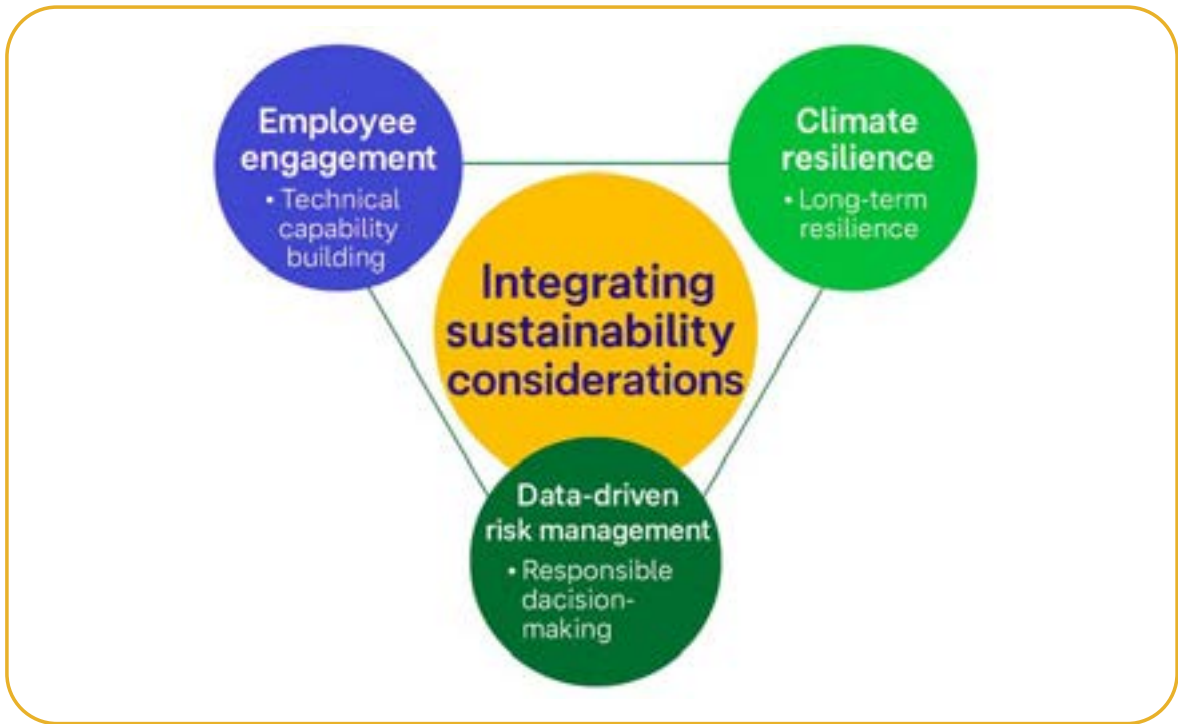 Employee
engagement
• Technical
capability
building
Climate
resilience
• Long-term
resilience
Integrating
sustainability
considerations
Data-driven
risk management
• Responsible
dacision-
making